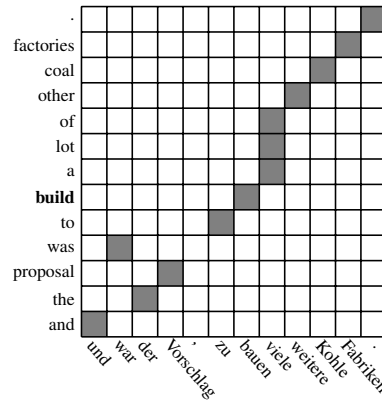 .
factories
coal
other
of
lot
a
build
to
was
proposal
the
and
und war der Vorschlag , zu bauen viele weitere Kohle Fabriken .